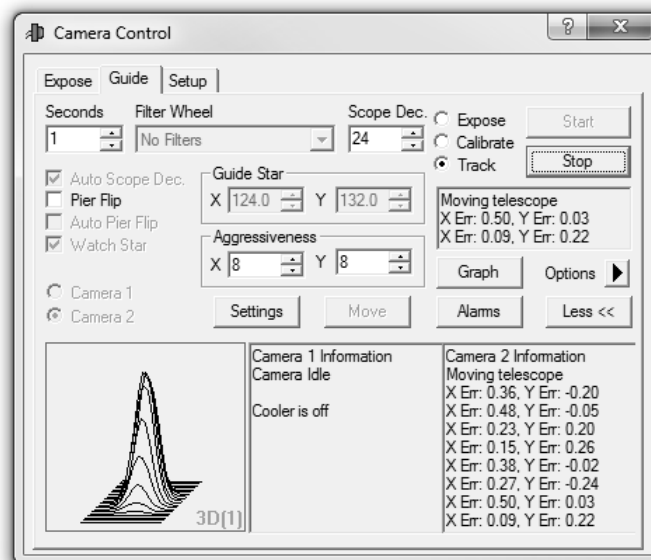 Camera Control
Expose Guide Setup
Seconds Filter Wheel Scope Dec.
1 No Filters 24
Expose
Calibrate
Track
Start
Stop
Auto Scope Dec.
Pier Flip
Auto Pier Flip
Watch Star
Guide Star
X 124.0 Y 132.0
Aggressiveness
X 8 Y 8
Moving telescope
X Err: 0.50, Y Err: 0.03
X Err: 0.09, Y Err: 0.22
Graph Options
Camera 1
Camera 2
Settings Move Alarms Less <<
3D(1)
Camera 1 Information
Camera Idle
Cooler is off
Camera 2 Information
Moving telescope
X Err: 0.36, Y Err: -0.20
X Err: 0.48, Y Err: -0.05
X Err: 0.23, Y Err: 0.20
X Err: 0.15, Y Err: 0.26
X Err: 0.38, Y Err: -0.02
X Err: 0.27, Y Err: -0.24
X Err: 0.50, Y Err: 0.03
X Err: 0.09, Y Err: 0.22